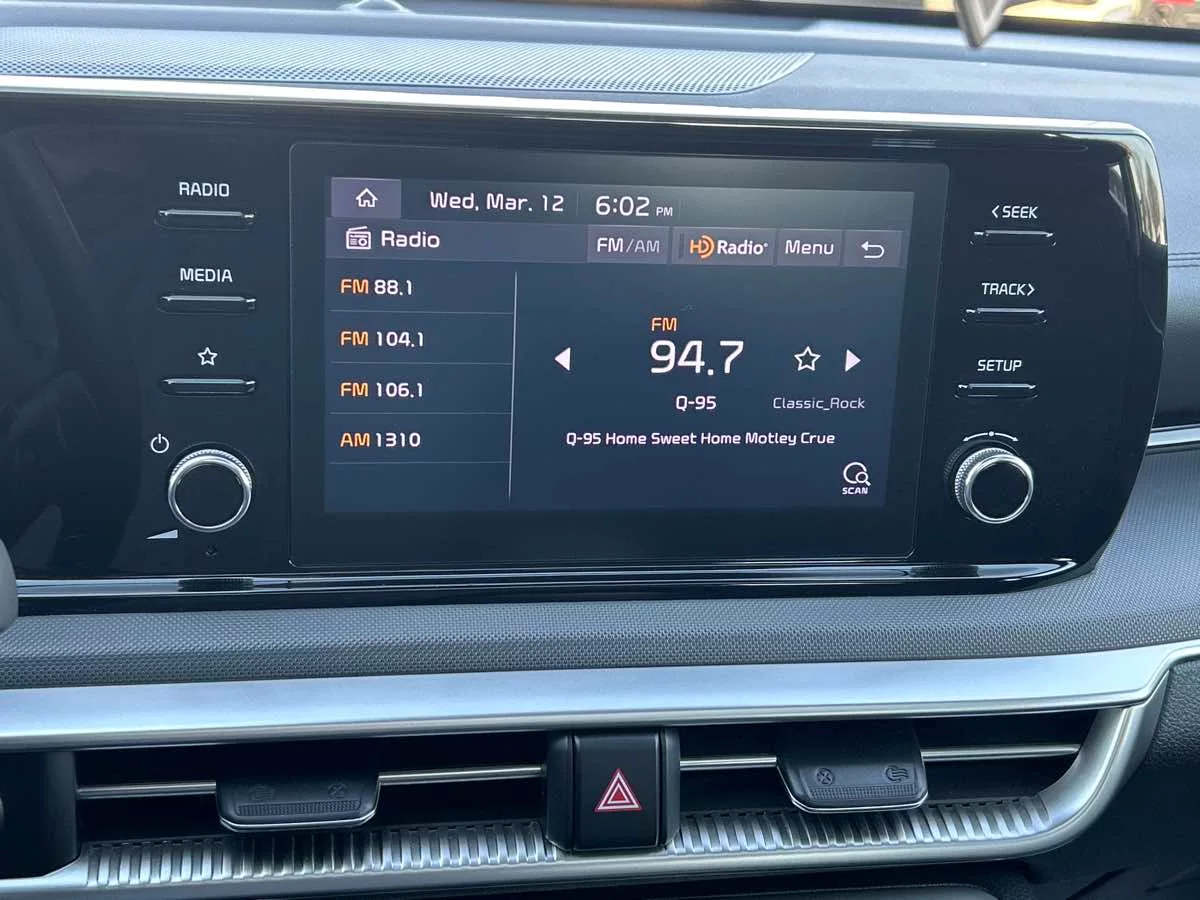 RADIO
MEDIA
Wed, Mar. 12 6:02 PM
Radio FM/AM HD Radio Menu
FM 88.1
FM 104.1
FM 106.1
AM 1310
FM
94.7
Q-95 Classic_Rock
Q-95 Home Sweet Home Motley Crue
SCAN
<SEEK
TRACK>
SETUP